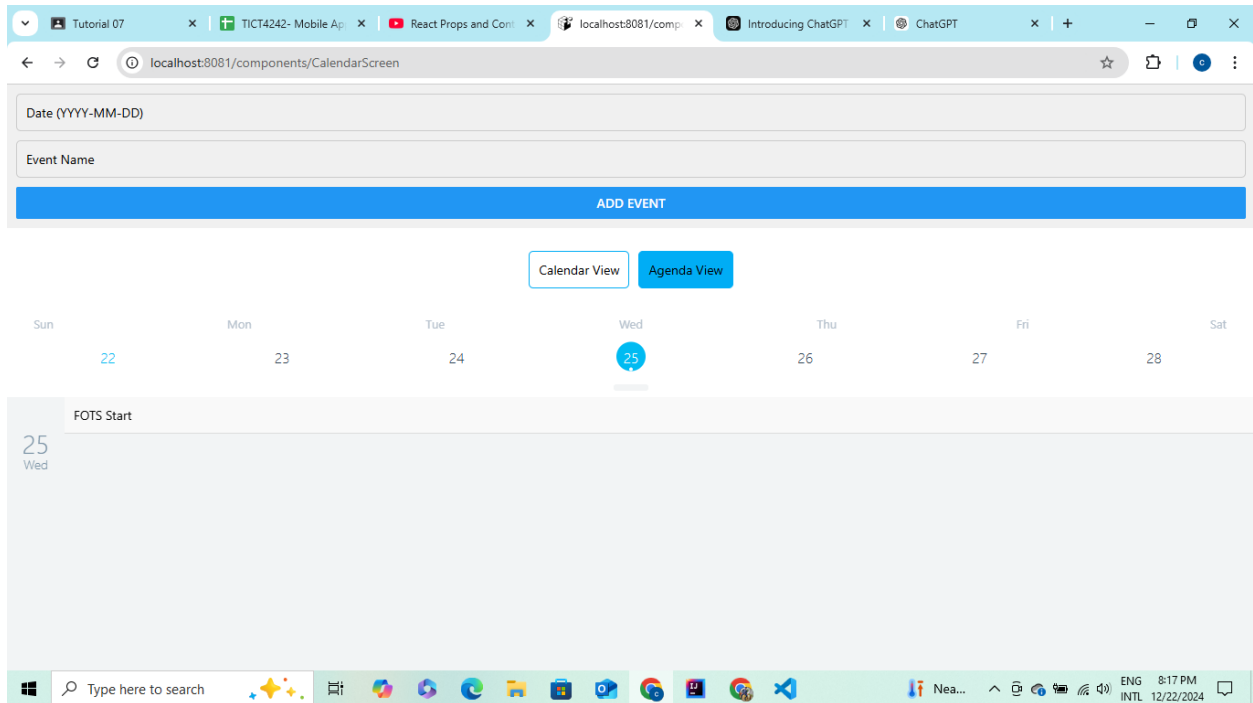 Tutorial 07
TICT4242- Mobile Ap
React Props and Cont
localhost:8081/comp
Introducing ChatGPT
ChatGPT
localhost:8081/components/CalendarScreen
c
Date (YYYY-MM-DD)
Event Name
ADD EVENT
Calendar View Agenda View
Sun Mon Tue Wed Thu Fri Sat
22 23 24 25 26 27 28
FOTS Start
25
Wed
Type here to search
Nea...
ENG 8:17 PM
INTL 12/22/2024